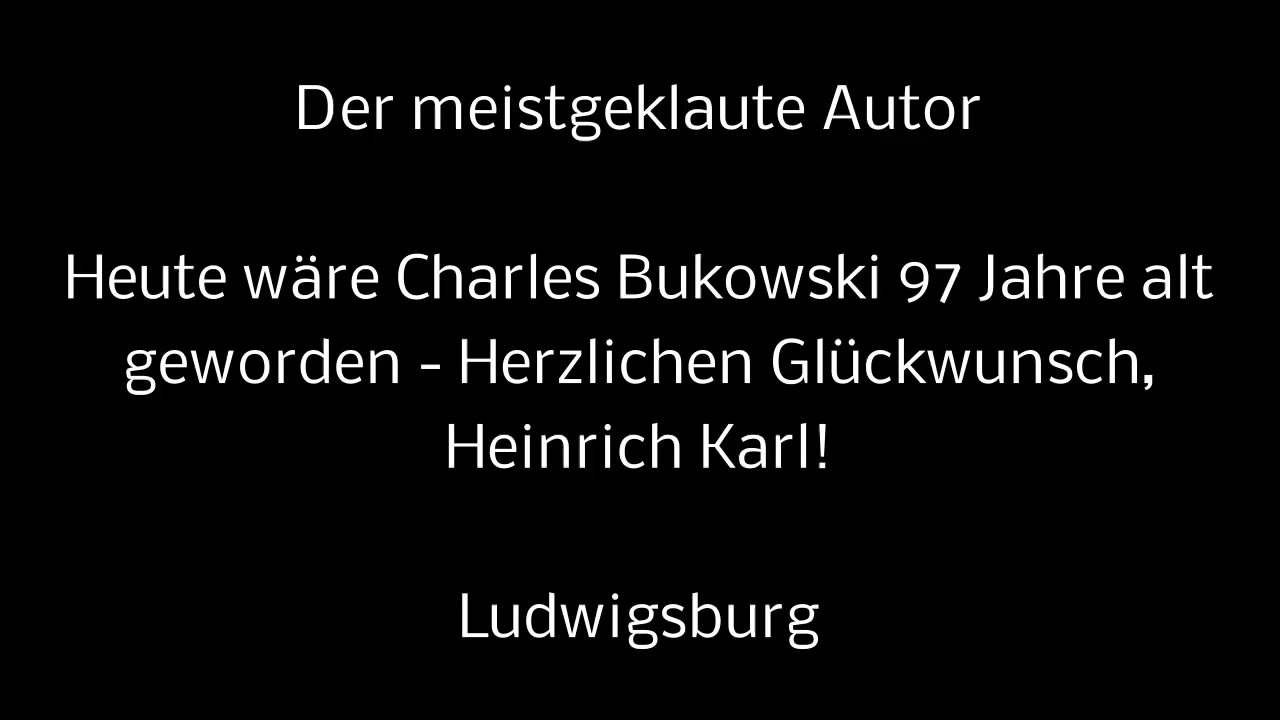 Der meistgeklaute Autor
Heute wäre Charles Bukowski 97 Jahre alt
geworden - Herzlichen Glückwunsch,
Heinrich Karl!
Ludwigsburg